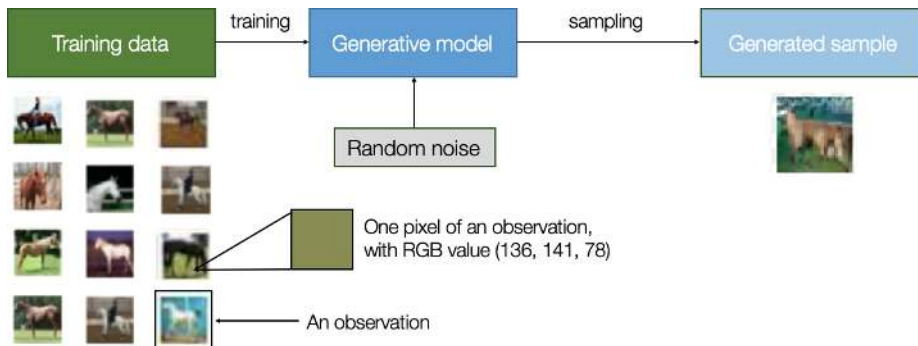 Training data
training
Generative model
sampling
Generated sample
Random noise
One pixel of an observation,
with RGB value (136, 141, 78)
An observation